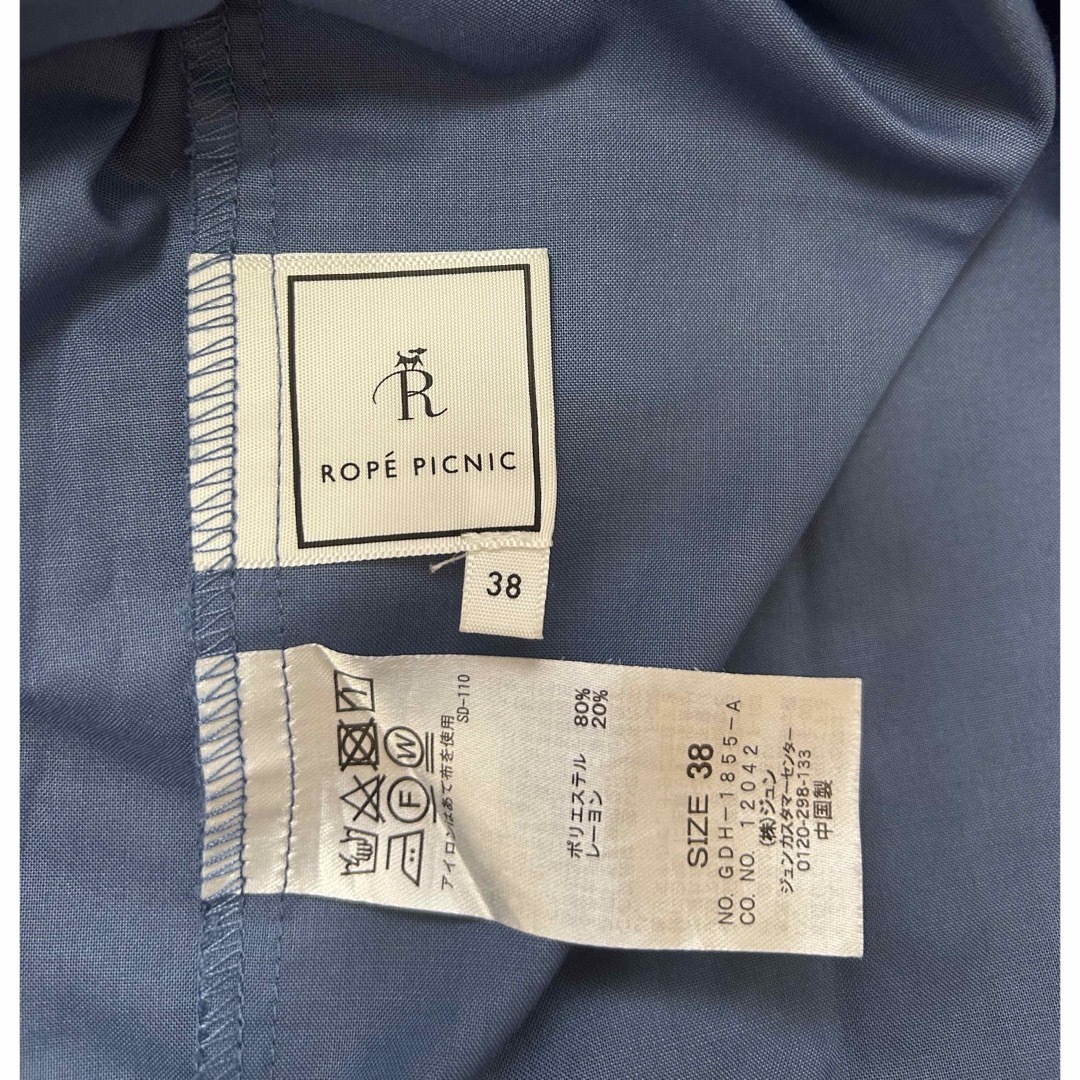 R
ROPÉ PICNIC
38
W
F
アイロンはあて布を使用
SD-110
ポリエステル 80%
レーヨン 20%
SIZE 38
NO. GDH-1855-A
CO. NO. 12042
(株)ジュン
ジュンカスタマーセンター
0120-298-133
中国製